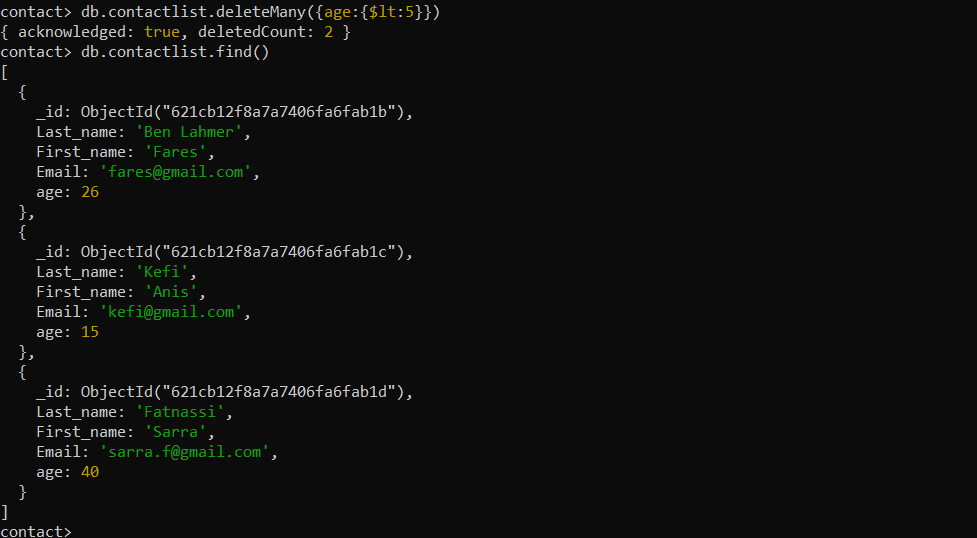 contact> db.contactlist.deleteMany({age:{$lt:5}})
{ acknowledged: true, deletedCount: 2 }
contact> db.contactlist.find()
[
  {
    _id: ObjectId("621cb12f8a7a7406fa6fab1b"),
    Last_name: 'Ben Lahmer',
    First_name: 'Fares',
    Email: 'fares@gmail.com',
    age: 26
  },
  {
    _id: ObjectId("621cb12f8a7a7406fa6fab1c"),
    Last_name: 'Kefi',
    First_name: 'Anis',
    Email: 'kefi@gmail.com',
    age: 15
  },
  {
    _id: ObjectId("621cb12f8a7a7406fa6fab1d"),
    Last_name: 'Fatnassi',
    First_name: 'Sarra',
    Email: 'sarra.f@gmail.com',
    age: 40
  }
]
contact>